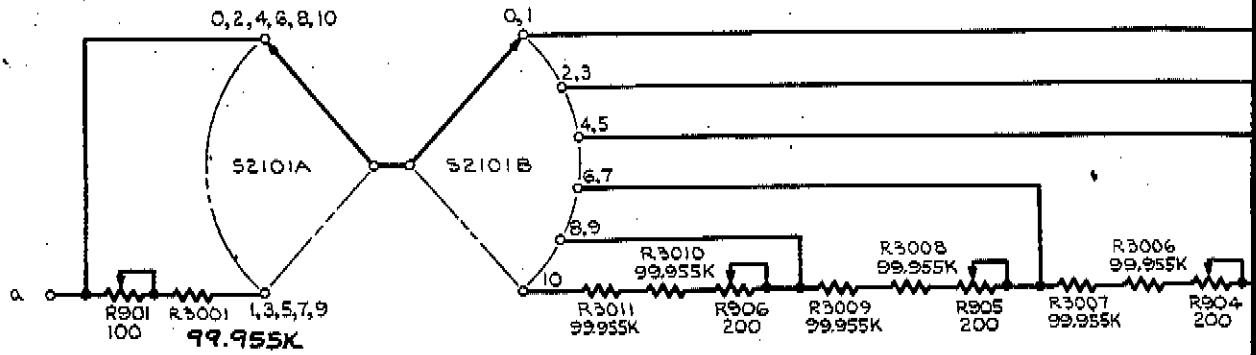 0,2,4,6,8,10
0,1
2,3
4,5
S2101A
S2101B
6,7
8,9
R3010
99.955K
R3008
99.955K
R3006
99.955K
a
10
R901
100
R3001
99.955K
1,3,5,7,9
R3011
99.955K
R906
200
R3009
99.955K
R905
200
R3007
99.955K
R904
200